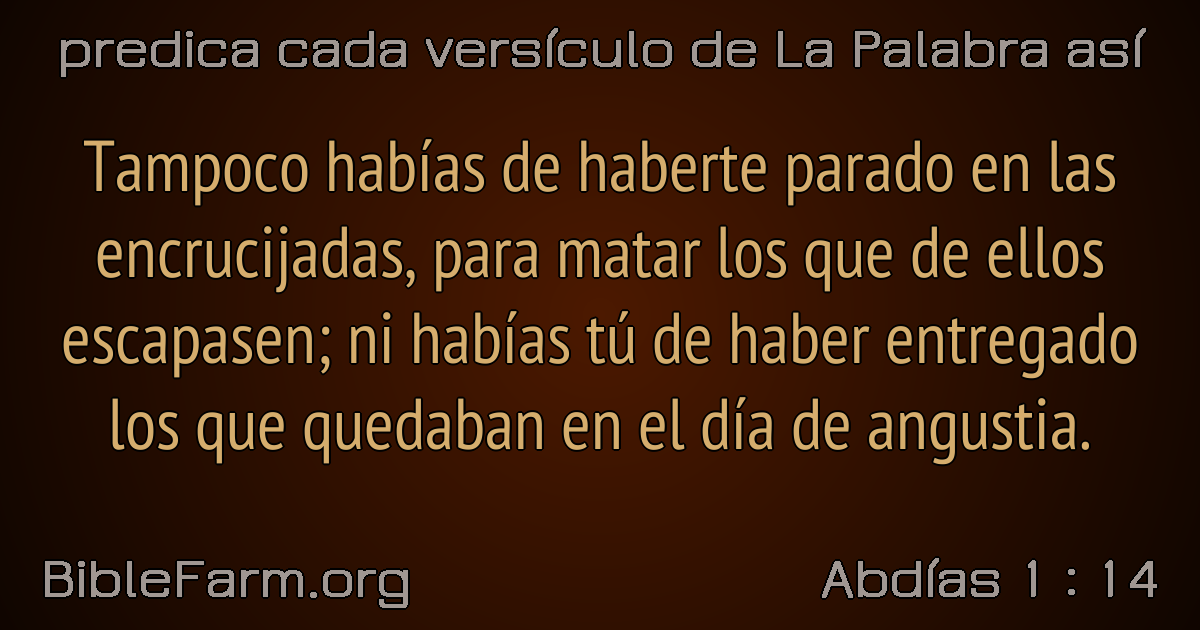 predica cada versículo de La Palabra así
Tampoco habías de haberte parado en las
encrucijadas, para matar los que de ellos
escapasen; ni habías tú de haber entregado
los que quedaban en el día de angustia.
BibleFarm.org
Abdías 1 : 14